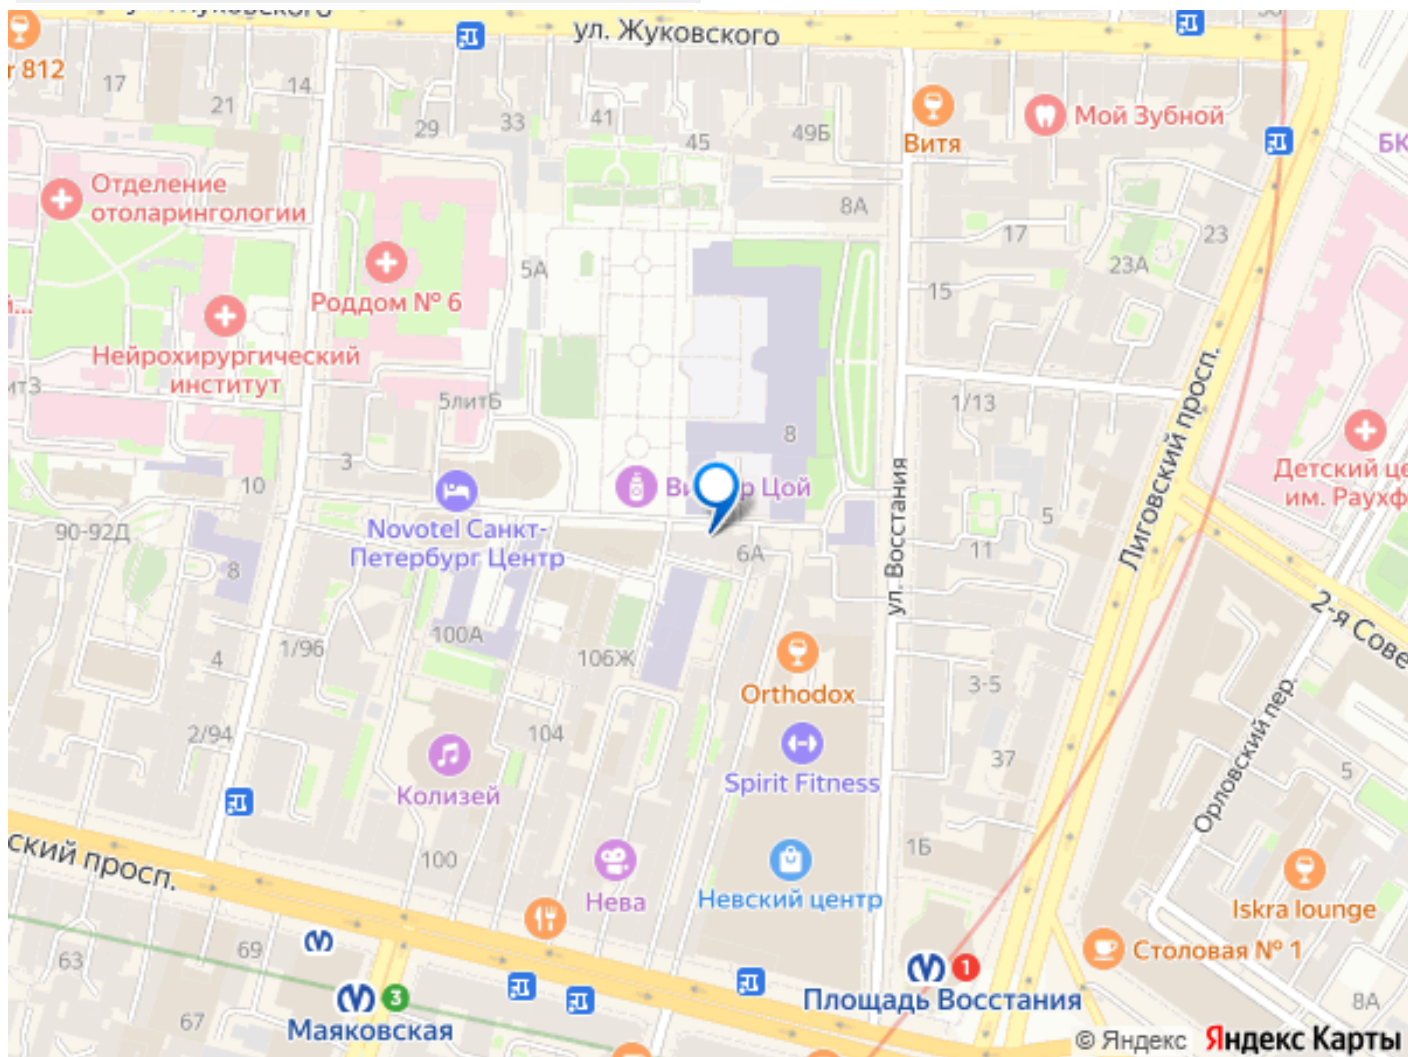 ул. Жуковского
ул. Жуковского
812
17
21
14
29
33
41
45
49Б
Витя
Мой Зубной
БК
Отделение
отоларингологии
8А
17
23
23А
15
5А
Роддом № 6
Нейрохирургический
институт
5литБ
1/13
Лиговский просп.
Детский це
им. Раухф
3
8
10
Виктор Цой
90-92Д
Novotel Санкт-
Петербург Центр
6А
ул. Восстания
5
11
8
2-я Сове
100А
1/96
4
106Ж
Orthodox
3-5
Орловский пер.
2/94
104
37
Spirit Fitness
5
Колизей
ский просп.
100
1Б
Нева
Невский центр
Iskra lounge
69
63
1
Столовая № 1
3
Площадь Восстания
8А
67
Маяковская
© Яндекс Яндекс Карты